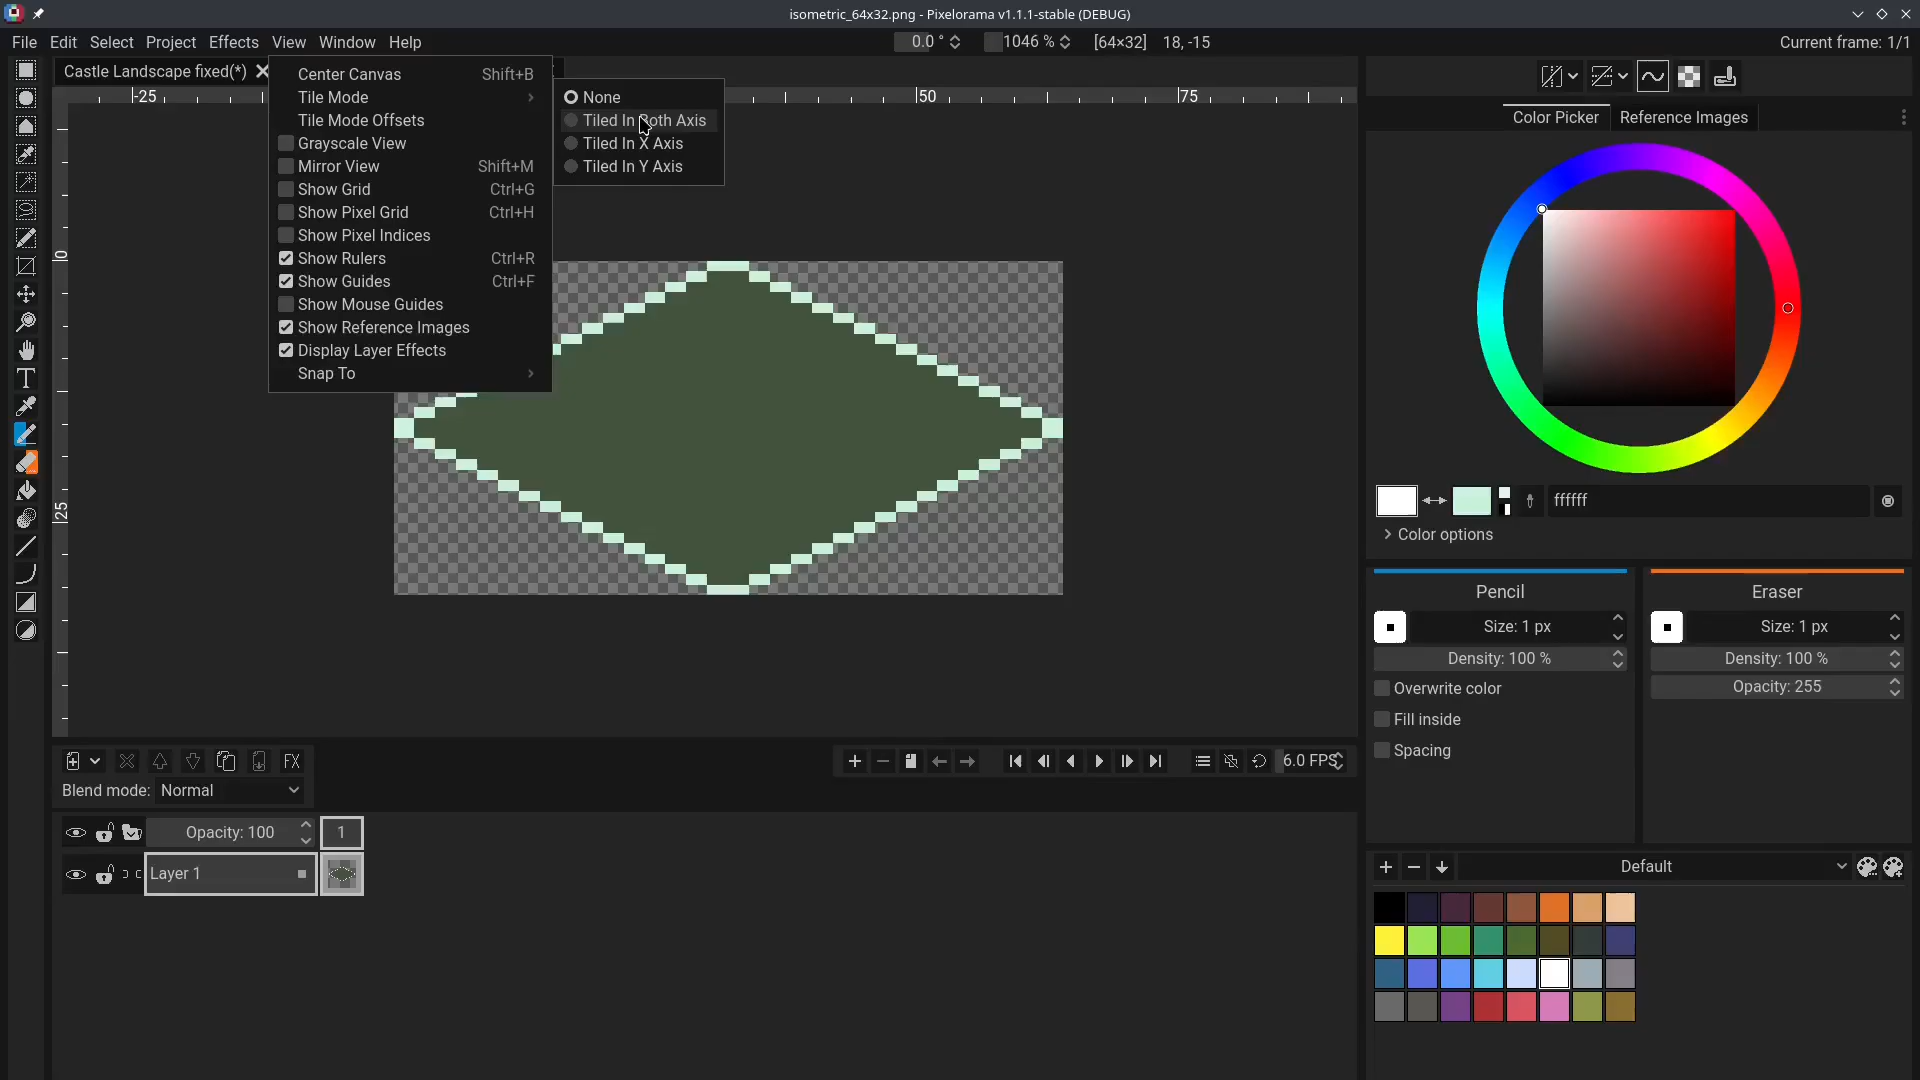 isometric_64x32.png - Pixelorama v1.1.1-stable (DEBUG)
File Edit Select Project Effects View Window Help
0.0 ° 1046 % [64×32] 18, -15
Current frame: 1/1
Castle Landscape fixed(*)
Center Canvas Shift+B
Tile Mode
Tile Mode Offsets
Grayscale View
Mirror View Shift+M
Show Grid Ctrl+G
Show Pixel Grid Ctrl+H
Show Pixel Indices
Show Rulers Ctrl+R
Show Guides Ctrl+F
Show Mouse Guides
Show Reference Images
Display Layer Effects
Snap To
None
Tiled In Both Axis
Tiled In X Axis
Tiled In Y Axis
-25
50
75
0
25
Color Picker Reference Images
ffffff
Color options
Pencil
Size: 1 px
Density: 100 %
Overwrite color
Fill inside
Spacing
Eraser
Size: 1 px
Density: 100 %
Opacity: 255
FX
6.0 FPS
Blend mode: Normal
Opacity: 100
1
Layer 1
Default